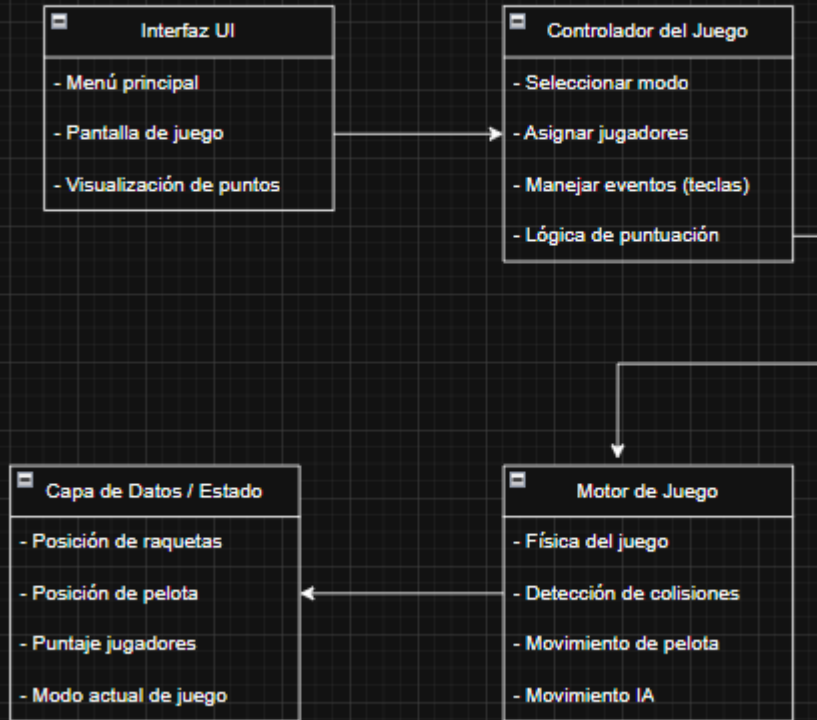 Interfaz UI
- Menú principal
- Pantalla de juego
- Visualización de puntos
Controlador del Juego
- Seleccionar modo
- Asignar jugadores
- Manejar eventos (teclas)
- Lógica de puntuación
Capa de Datos / Estado
- Posición de raquetas
- Posición de pelota
- Puntaje jugadores
- Modo actual de juego
Motor de Juego
- Física del juego
- Detección de colisiones
- Movimiento de pelota
- Movimiento IA